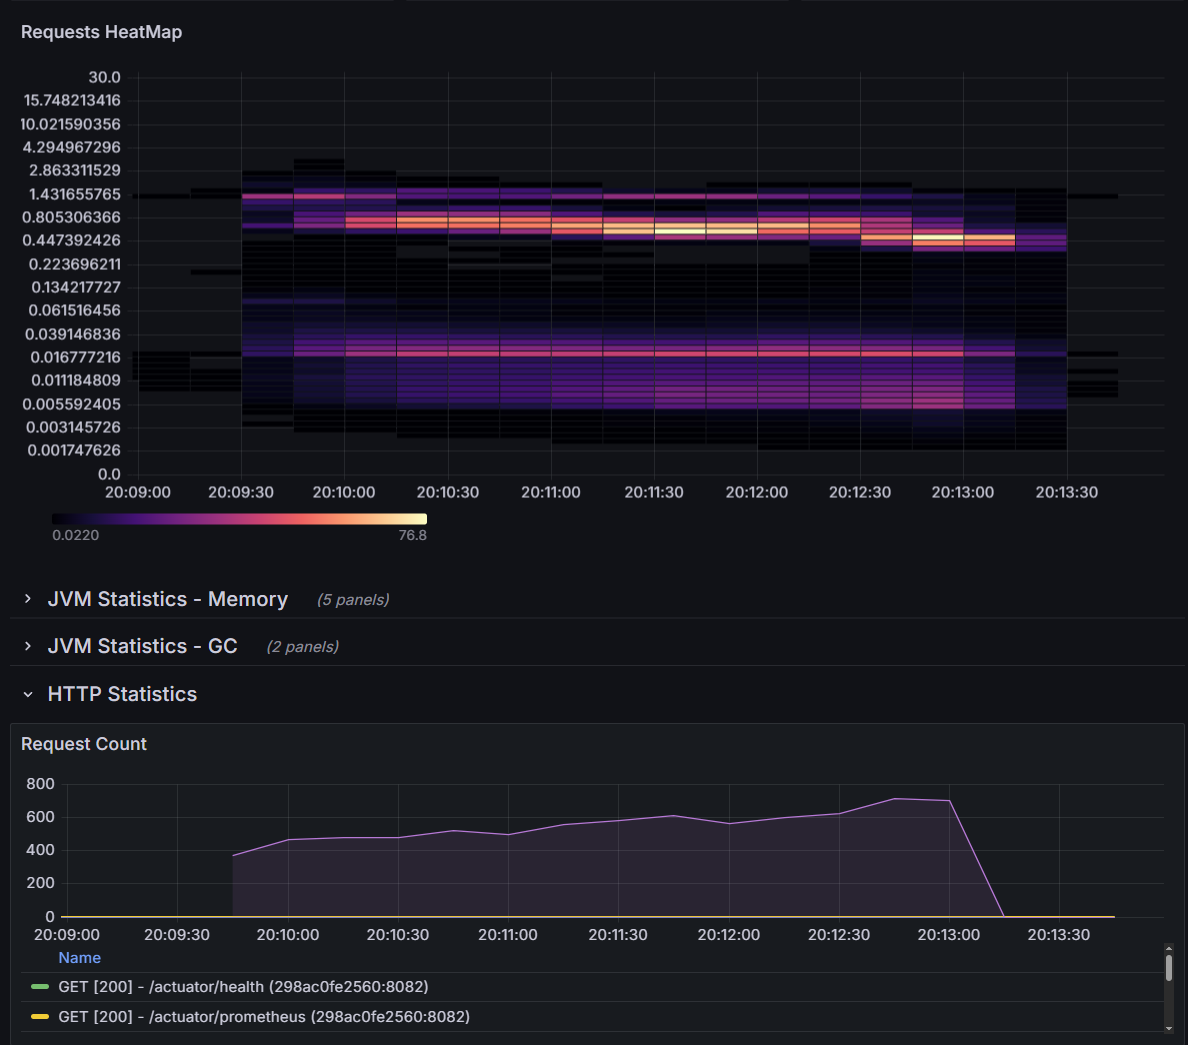 Requests HeatMap
30.0
15.748213416
10.021590356
4.294967296
2.863311529
1.431655765
0.805306366
0.447392426
0.223696211
0.134217727
0.061516456
0.039146836
0.016777216
0.011184809
0.005592405
0.003145726
0.001747626
0.0
20:09:00 20:09:30 20:10:00 20:10:30 20:11:00 20:11:30 20:12:00 20:12:30 20:13:00 20:13:30
0.0220 76.8
JVM Statistics - Memory (5 panels)
JVM Statistics - GC (2 panels)
HTTP Statistics
Request Count
800
600
400
200
0
20:09:00 20:09:30 20:10:00 20:10:30 20:11:00 20:11:30 20:12:00 20:12:30 20:13:00 20:13:30
Name
GET [200] - /actuator/health (298ac0fe2560:8082)
GET [200] - /actuator/prometheus (298ac0fe2560:8082)